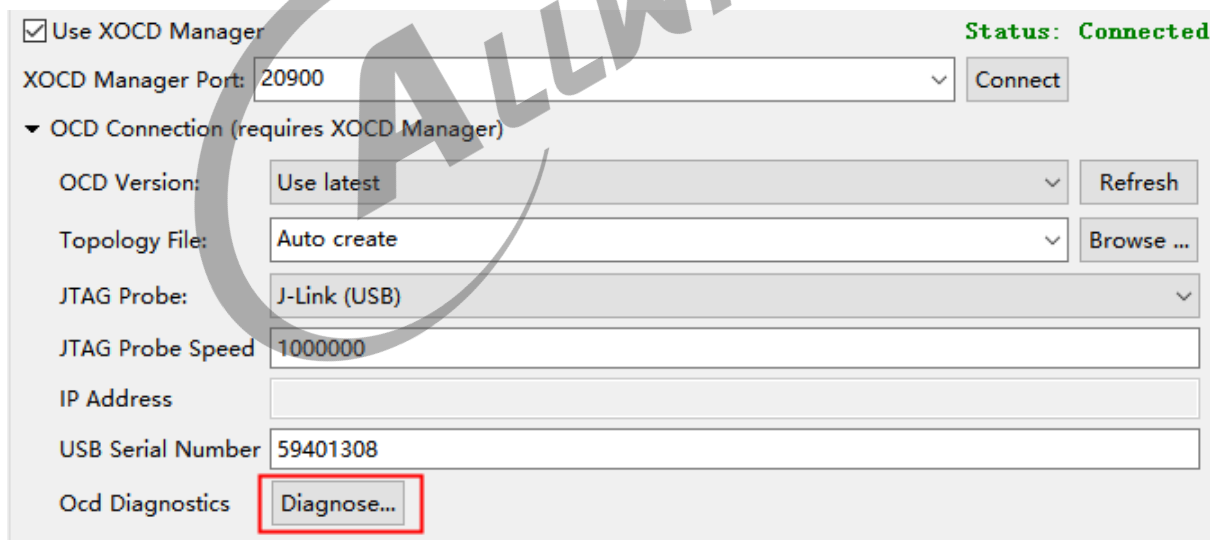 Use XOCD Manager Status: Connected
XOCD Manager Port: 20900 Connect
OCD Connection (requires XOCD Manager)
OCD Version: Use latest Refresh
Topology File: Auto create Browse ...
JTAG Probe: J-Link (USB)
JTAG Probe Speed 1000000
IP Address
USB Serial Number 59401308
Ocd Diagnostics Diagnose...